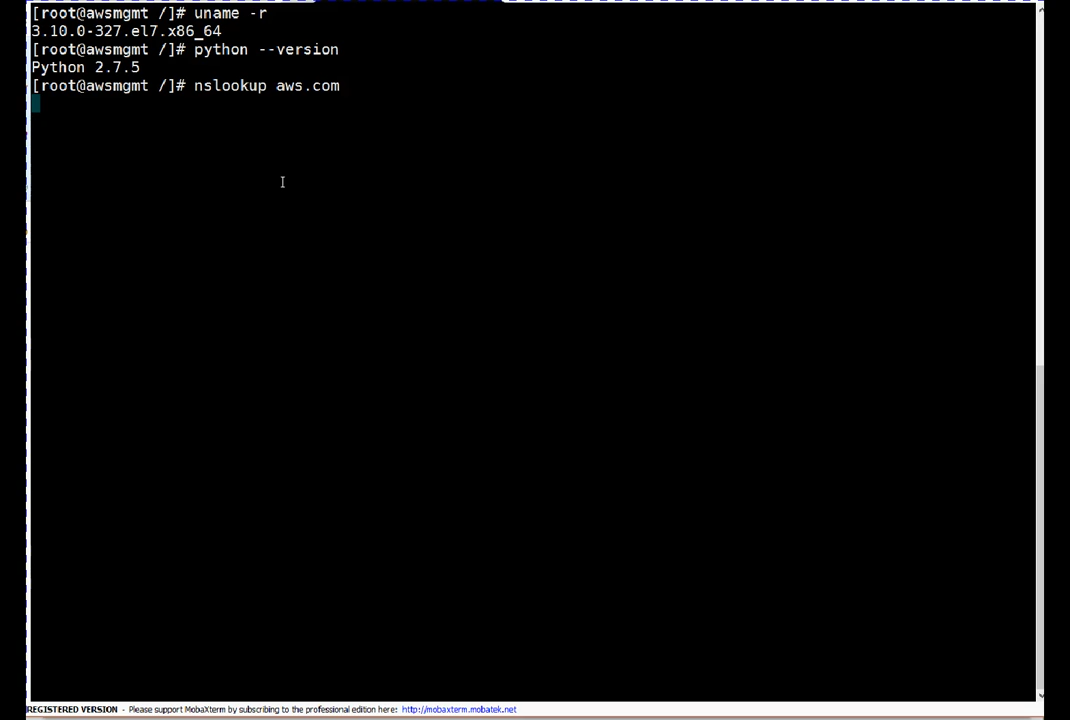 [root@awsmgmt /]# uname -r
3.10.0-327.el7.x86_64
[root@awsmgmt /]# python --version
Python 2.7.5
[root@awsmgmt /]# nslookup aws.com
REGISTERED VERSION - Please support MobaXterm by subscribing to the professional edition here: http://mobaxterm.mobatek.net